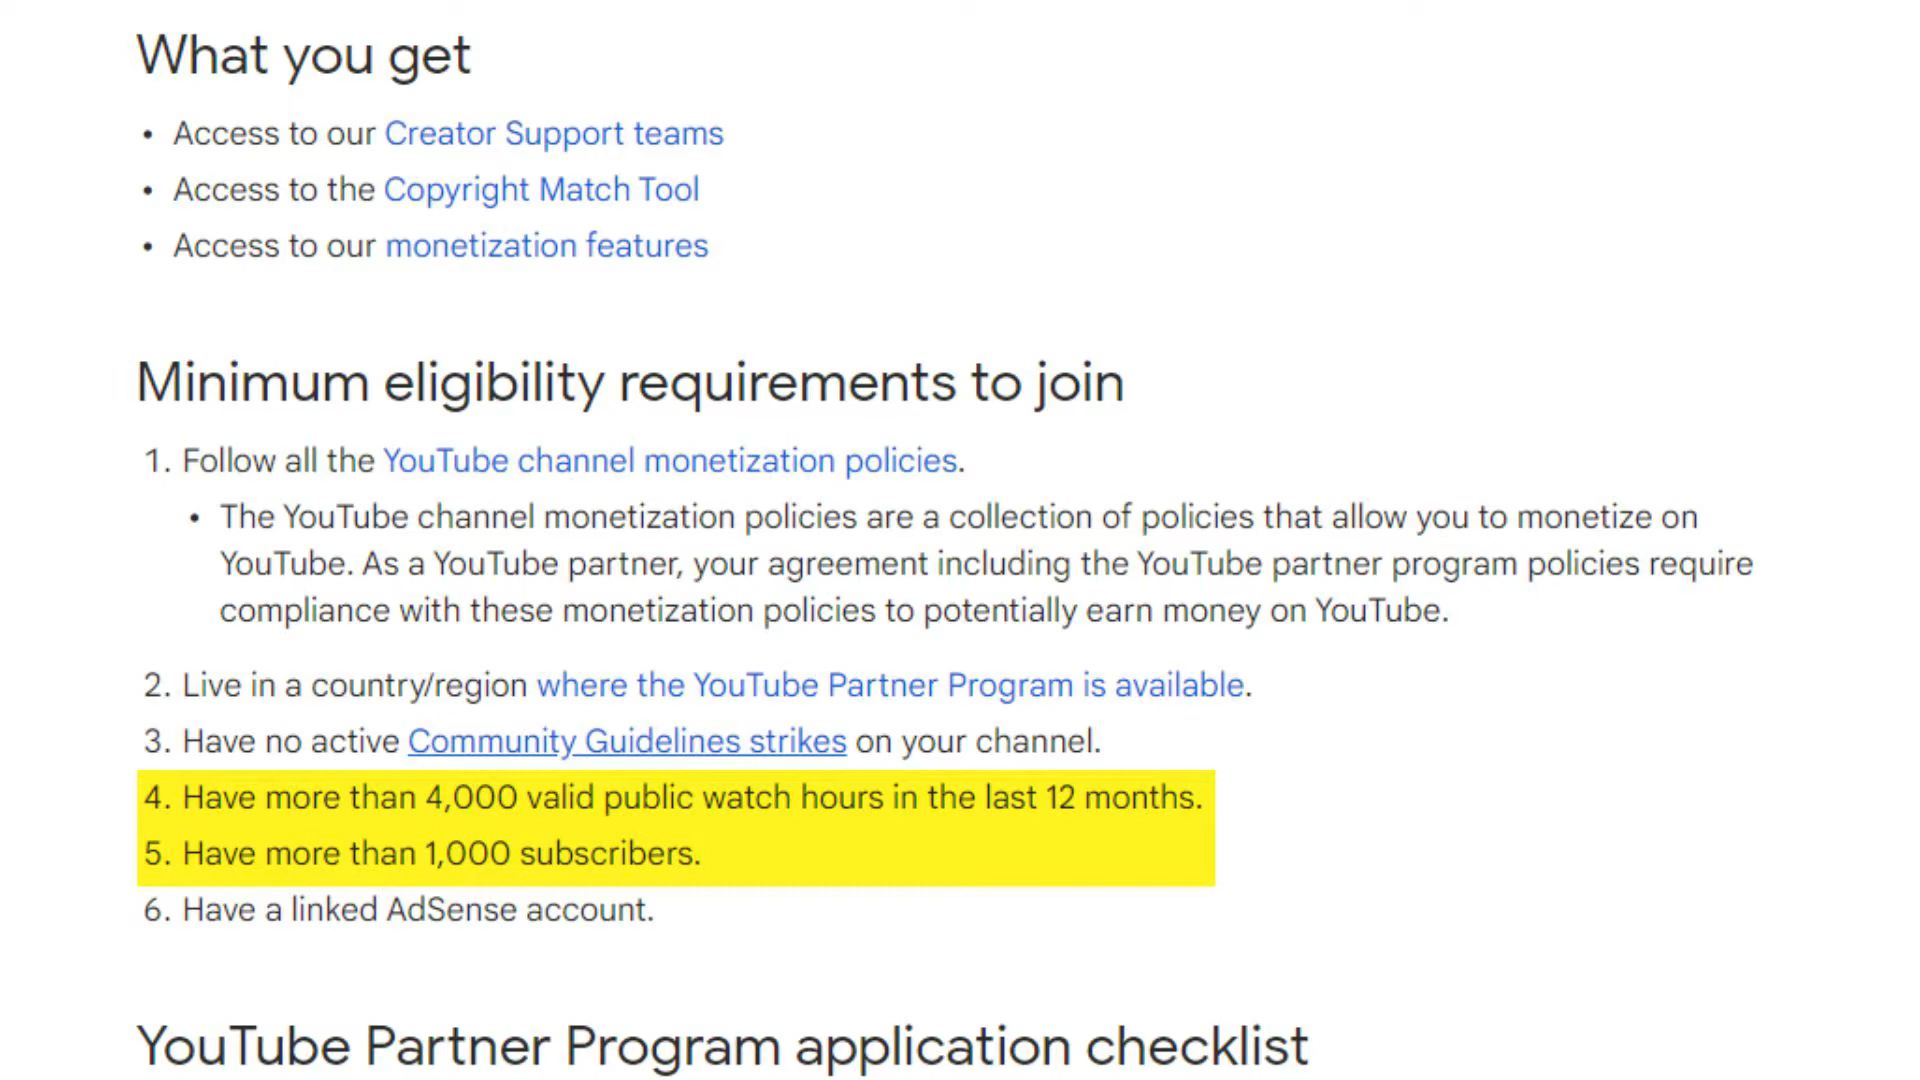 What you get
• Access to our Creator Support teams
• Access to the Copyright Match Tool
• Access to our monetization features
Minimum eligibility requirements to join
1. Follow all the YouTube channel monetization policies.
• The YouTube channel monetization policies are a collection of policies that allow you to monetize on
YouTube. As a YouTube partner, your agreement including the YouTube partner program policies require
compliance with these monetization policies to potentially earn money on YouTube.
2. Live in a country/region where the YouTube Partner Program is available.
3. Have no active Community Guidelines strikes on your channel.
4. Have more than 4,000 valid public watch hours in the last 12 months.
5. Have more than 1,000 subscribers.
6. Have a linked AdSense account.
YouTube Partner Program application checklist